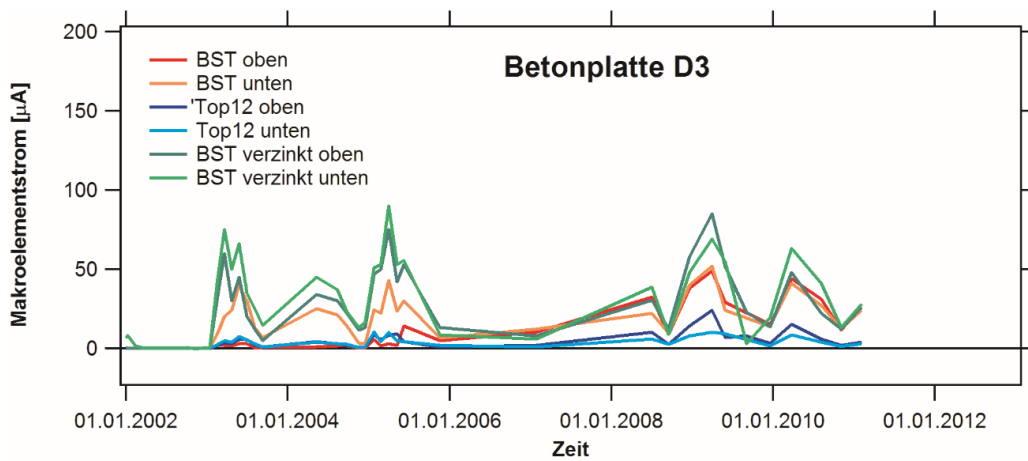 200
150
100
50
0
Makroelementstrom [µA]
BST oben
BST unten
'Top12 oben
Top12 unten
BST verzinkt oben
BST verzinkt unten
Betonplatte D3
01.01.2002 01.01.2004 01.01.2006 01.01.2008 01.01.2010 01.01.2012
Zeit